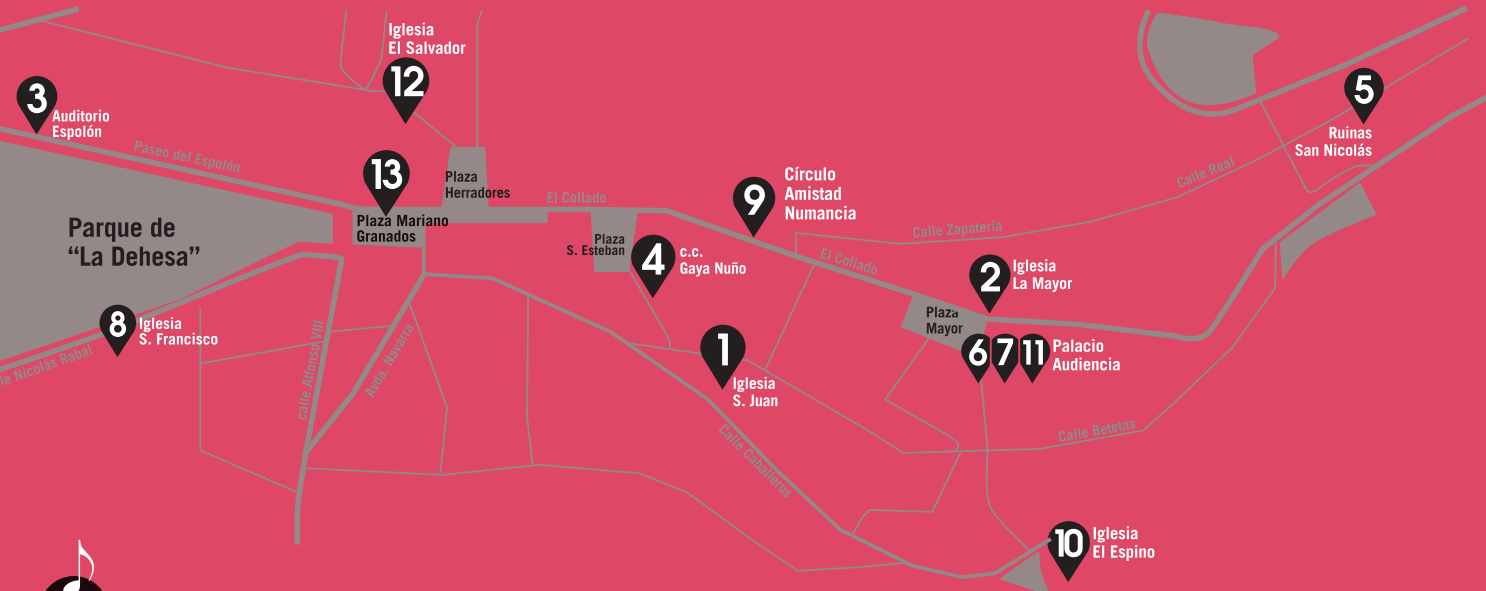 Iglesia
El Salvador
12
3
Auditorio
Espolón
5
Ruinas
San Nicolás
Paseo del Espolón
13
Plaza
Herradores
Plaza Mariano
Granados
El Collado
9
Círculo
Amistad
Numancia
Calle Real
Calle Zapatería
Parque de
“La Dehesa”
Plaza
S. Esteban
4
c.c.
Gaya Nuño
El Collado
2
Iglesia
La Mayor
Plaza
Mayor
8
Iglesia
S. Francisco
le Nicolás Rabal
calle Alfonso VIII
Avda. Navarra
1
Iglesia
S. Juan
6
7
11
Palacio
Audiencia
Calle Caballeros
Calle Betetas
10
Iglesia
El Espino